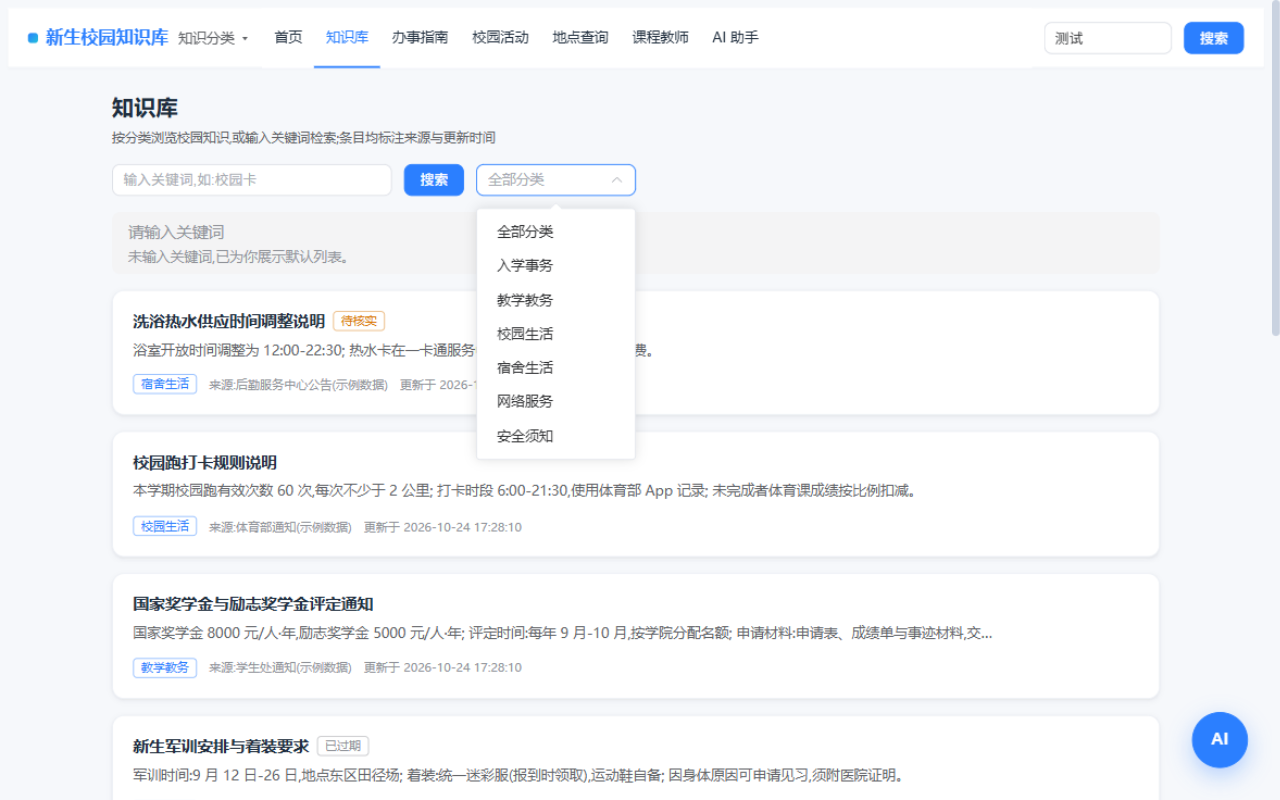 新生校园知识库 知识分类 首页 知识库 办事指南 校园活动 地点查询 课程教师 AI 助手 测试 搜索
知识库
按分类浏览校园知识,或输入关键词检索;条目均标注来源与更新时间
输入关键词,如:校园卡 搜索 全部分类
请输入关键词
未输入关键词,已为你展示默认列表。
全部分类
入学事务
教学教务
校园生活
宿舍生活
网络服务
安全须知
洗浴热水供应时间调整说明 待核实
浴室开放时间调整为 12:00-22:30; 热水卡在一卡通服务 费。
宿舍生活 来源:后勤服务中心公告(示例数据) 更新于 2026-
校园跑打卡规则说明
本学期校园跑有效次数 60 次,每次不少于 2 公里; 打卡时段 6:00-21:30,使用体育部 App 记录; 未完成者体育课成绩按比例扣减。
校园生活 来源:体育部通知(示例数据) 更新于 2026-10-24 17:28:10
国家奖学金与励志奖学金评定通知
国家奖学金 8000 元/人·年,励志奖学金 5000 元/人·年; 评定时间:每年 9 月-10 月,按学院分配名额; 申请材料:申请表、成绩单与事迹材料,交...
教学教务 来源:学生处通知(示例数据) 更新于 2026-10-24 17:28:10
新生军训安排与着装要求 已过期
军训时间:9 月 12 日-26 日,地点东区田径场; 着装:统一迷彩服(报到时领取),运动鞋自备; 因身体原因可申请见习,须附医院证明。
AI